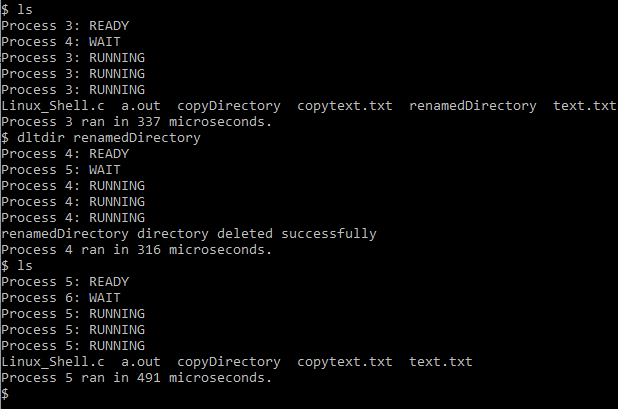 $ ls
Process 3: READY
Process 4: WAIT
Process 3: RUNNING
Process 3: RUNNING
Process 3: RUNNING
Linux_Shell.c  a.out  copyDirectory  copytext.txt  renamedDirectory  text.txt
Process 3 ran in 337 microseconds.
$ dltdir renamedDirectory
Process 4: READY
Process 5: WAIT
Process 4: RUNNING
Process 4: RUNNING
Process 4: RUNNING
renamedDirectory directory deleted successfully
Process 4 ran in 316 microseconds.
$ ls
Process 5: READY
Process 6: WAIT
Process 5: RUNNING
Process 5: RUNNING
Process 5: RUNNING
Linux_Shell.c  a.out  copyDirectory  copytext.txt  text.txt
Process 5 ran in 491 microseconds.
$